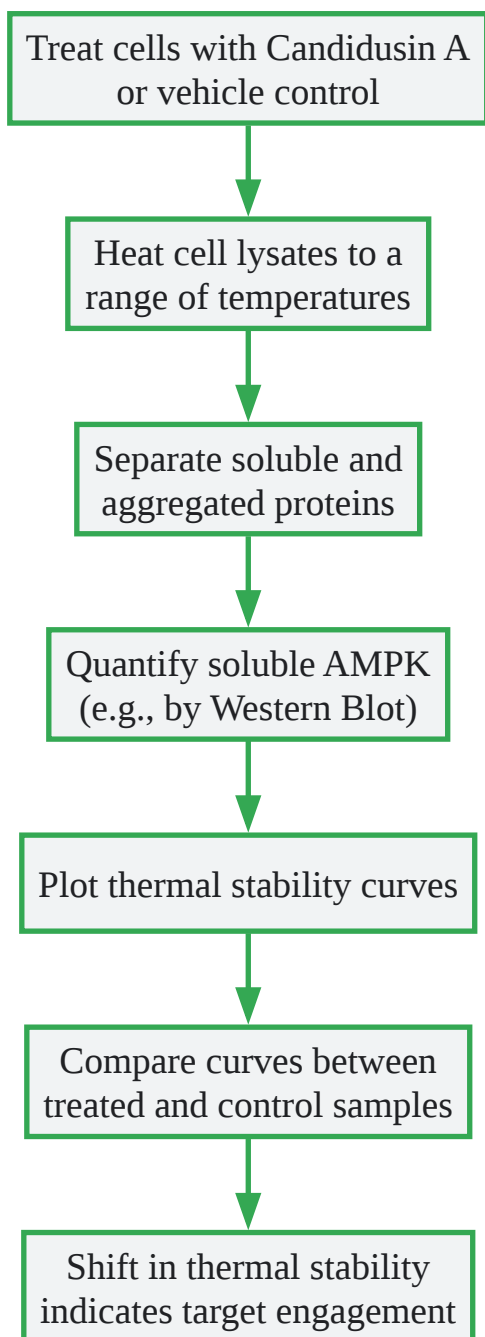 Treat cells with Candidusin A
or vehicle control
Heat cell lysates to a
range of temperatures
Separate soluble and
aggregated proteins
Quantify soluble AMPK
(e.g., by Western Blot)
Plot thermal stability curves
Compare curves between
treated and control samples
Shift in thermal stability
indicates target engagement